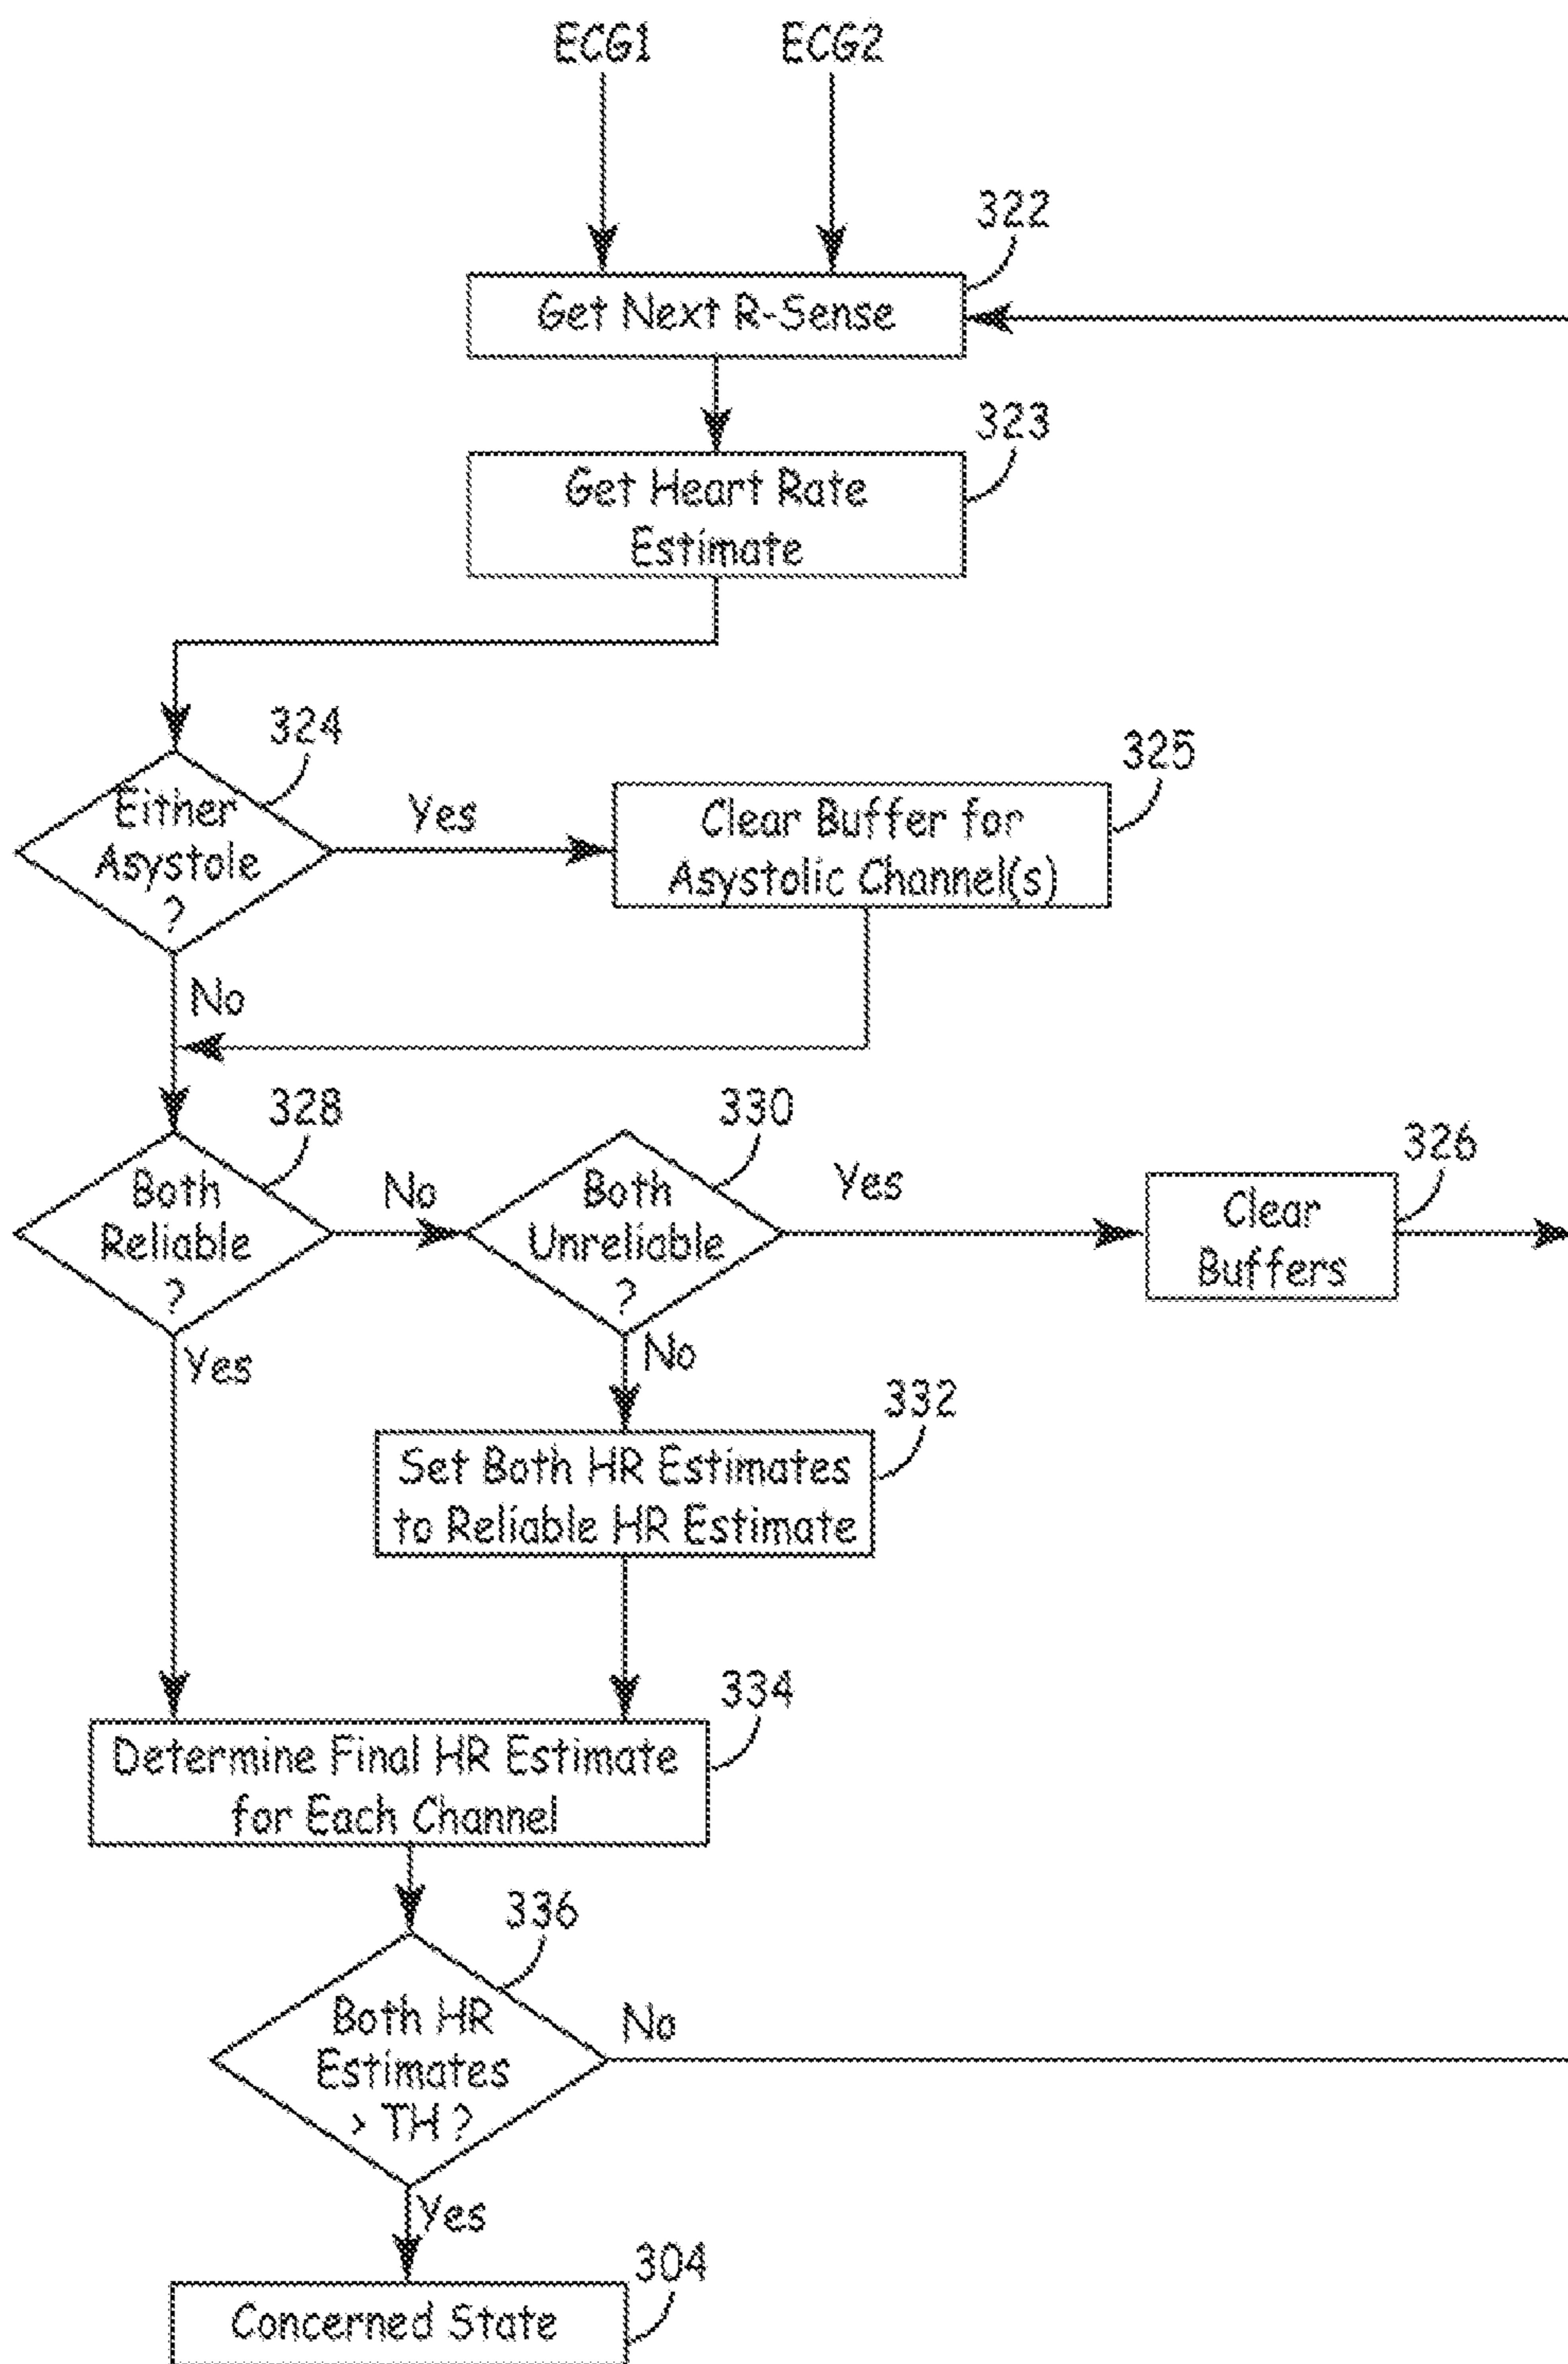 ECG1 ECG2
322
Get Next R-Sense
323
Get Heart Rate
Estimate
324
Either
Asystole
?
Yes
325
Clear Buffer for
Asystolic Channel(s)
No
328
Both
Reliable
?
No
330
Both
Unreliable
?
Yes
326
Clear
Buffers
Yes
No
332
Set Both HR Estimates
to Reliable HR Estimate
334
Determine Final HR Estimate
for Each Channel
336
Both HR
Estimates
> TH ?
No
Yes
304
Concerned State